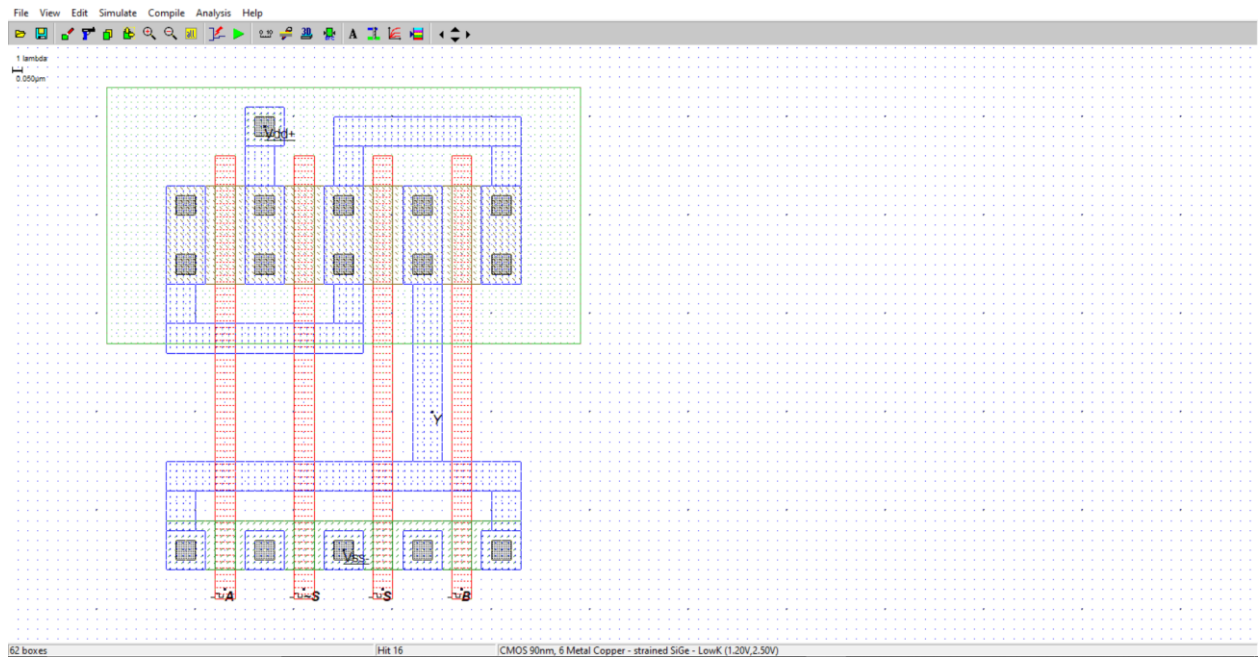 File View Edit Simulate Compile Analysis Help
1 lambda
0.050µm
Vdd+
Y
Vss-
A ~S S B
62 boxes Hit 16 CMOS 90nm, 6 Metal Copper - strained SiGe - LowK (1.20V,2.50V)